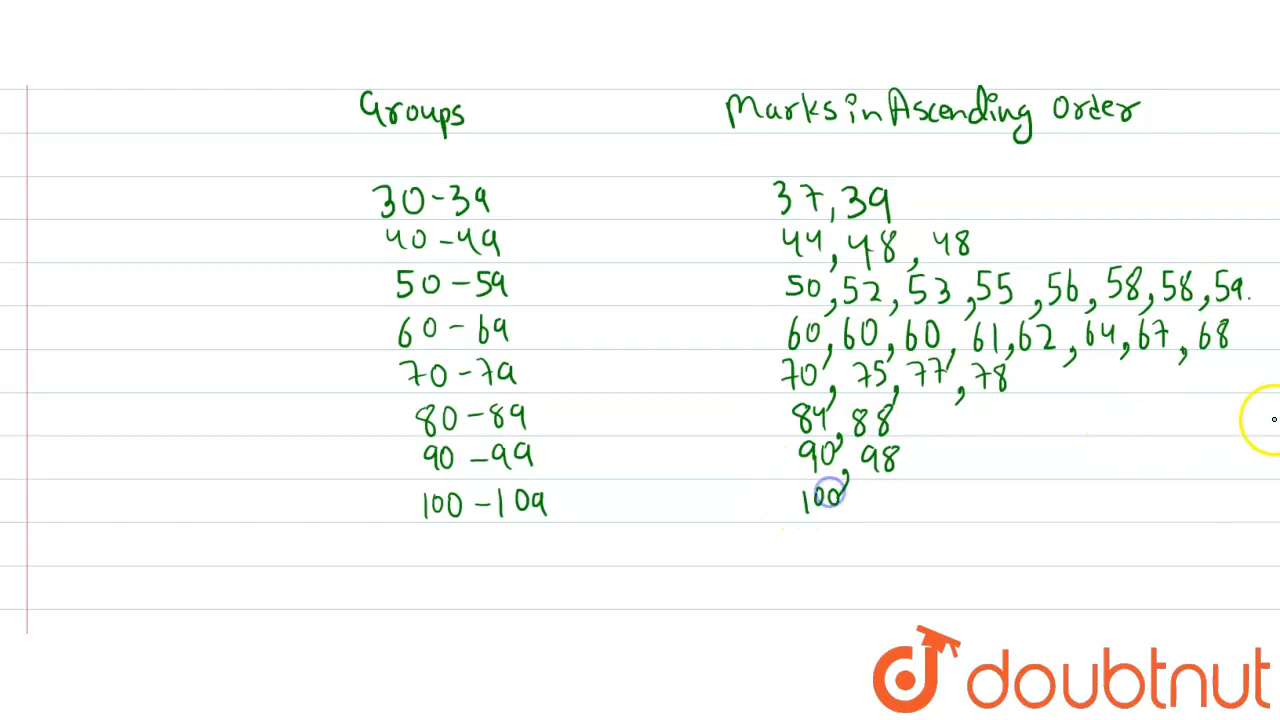 Groups Marks in Ascending Order
30-39 37, 39
40-49 44, 48, 48
50-59 50, 52, 53, 55, 56, 58, 58, 59.
60-69 60, 60, 60, 61, 62, 64, 67, 68
70-79 70, 75, 77, 78
80-89 84, 88
90-99 90, 98
100-109 100
doubtnut